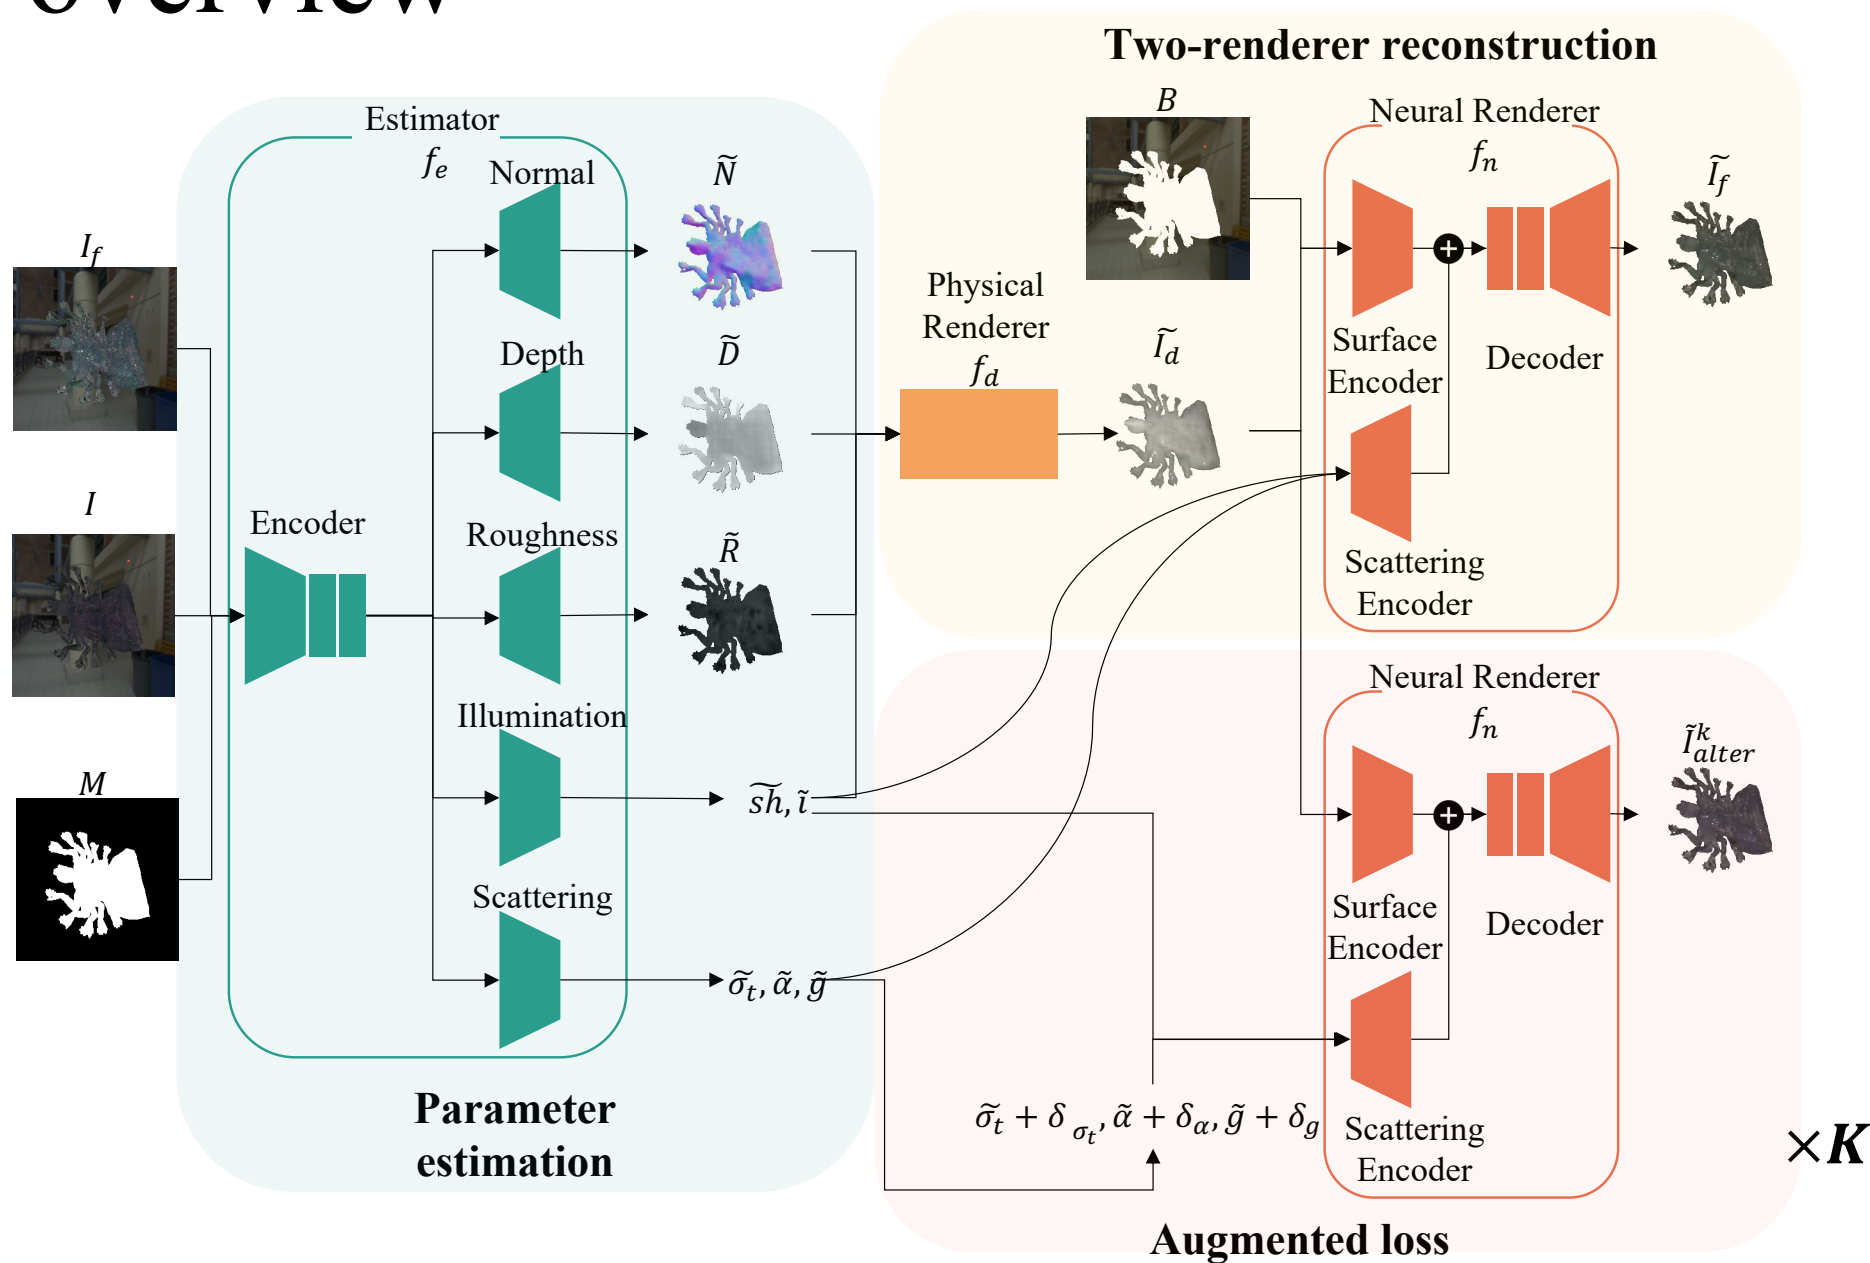 overview
Two-renderer reconstruction
Estimator
f_e
Normal
Ñ
B
Neural Renderer
f_n
Ĩ_f
I_f
Depth
D̃
Physical
Renderer
f_d
Ĩ_d
Surface
Encoder
Decoder
I
Encoder
Roughness
R̃
Scattering
Encoder
M
Illumination
s͠h, ĩ
Neural Renderer
f_n
Ĩ^k_alter
Scattering
σ̃_t, α̃, g̃
Surface
Encoder
Decoder
σ̃_t + δ_σ_t, α̃ + δ_α, g̃ + δ_g
Scattering
Encoder
×K
Parameter
estimation
Augmented loss